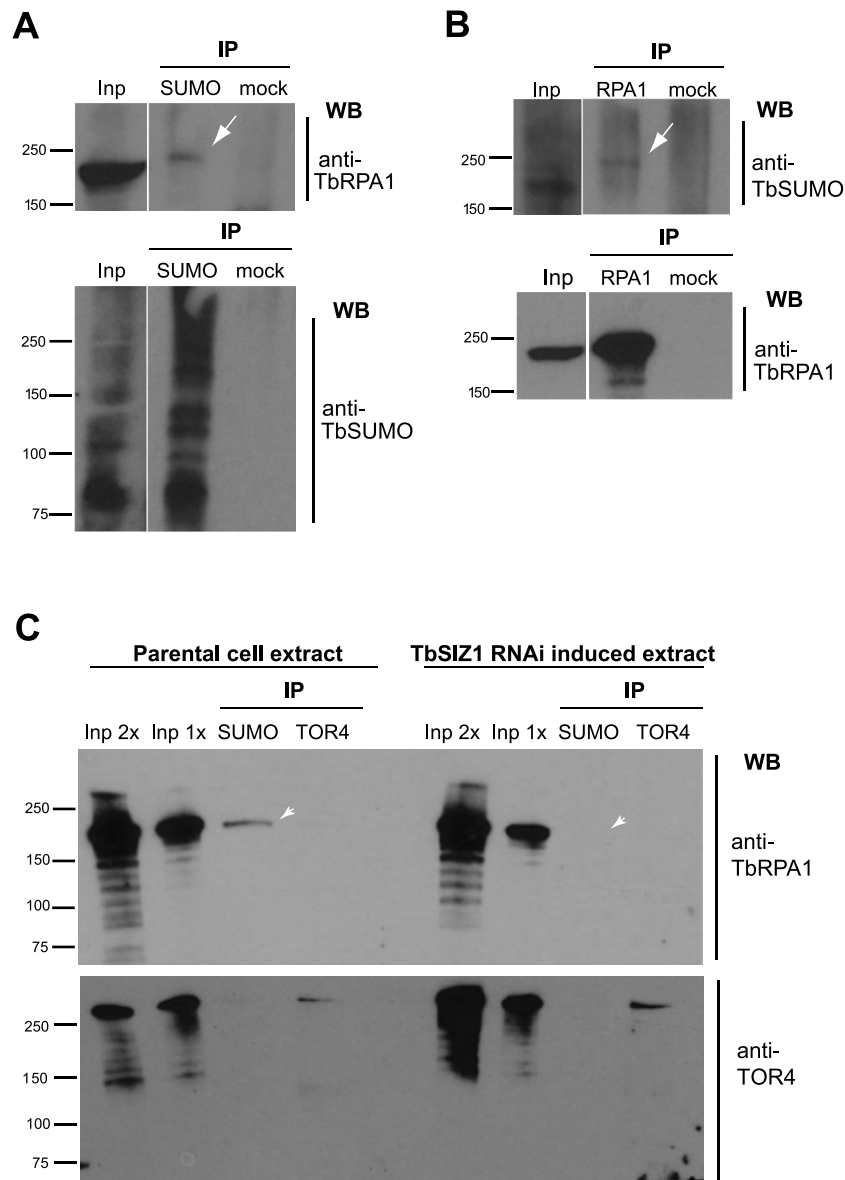 A
IP
Inp SUMO mock
WB
250
150
anti-
TbRPA1
IP
Inp SUMO mock
WB
250
150
100
75
anti-
TbSUMO
B
IP
Inp RPA1 mock
WB
250
150
anti-
TbSUMO
IP
Inp RPA1 mock
WB
250
150
anti-
TbRPA1
C
Parental cell extract TbSIZ1 RNAi induced extract
IP IP
Inp 2x Inp 1x SUMO TOR4 Inp 2x Inp 1x SUMO TOR4
WB
250
150
100
75
anti-
TbRPA1
250
150
100
75
anti-
TOR4